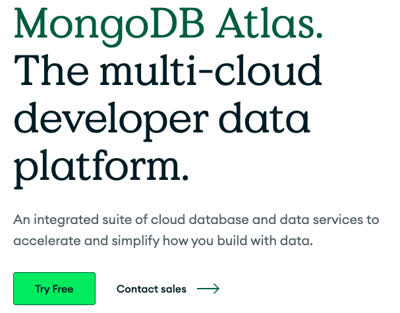 MongoDB Atlas.
The multi-cloud
developer data
platform.
An integrated suite of cloud database and data services to
accelerate and simplify how you build with data.
Try Free
Contact sales